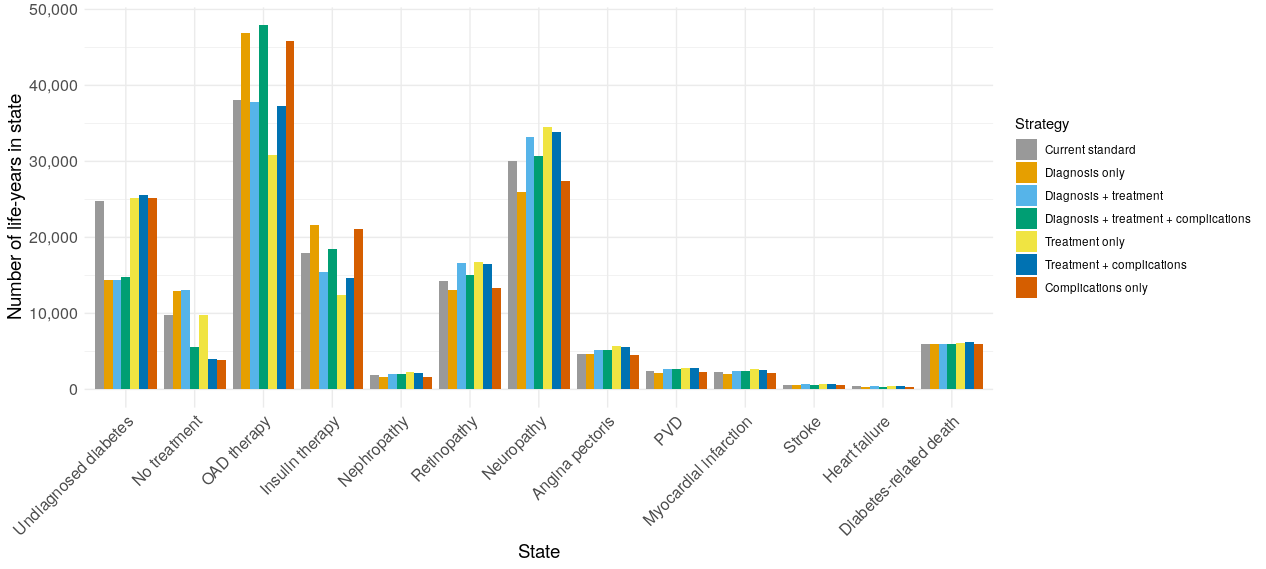 50,000
40,000
30,000
20,000
10,000
0
Number of life-years in state
Undiagnosed diabetes
No treatment
OAD therapy
Insulin therapy
Nephropathy
Retinopathy
Neuropathy
Angina pectoris
PVD
Myocardial infarction
Stroke
Heart failure
Diabetes-related death
State
Strategy
Current standard
Diagnosis only
Diagnosis + treatment
Diagnosis + treatment + complications
Treatment only
Treatment + complications
Complications only